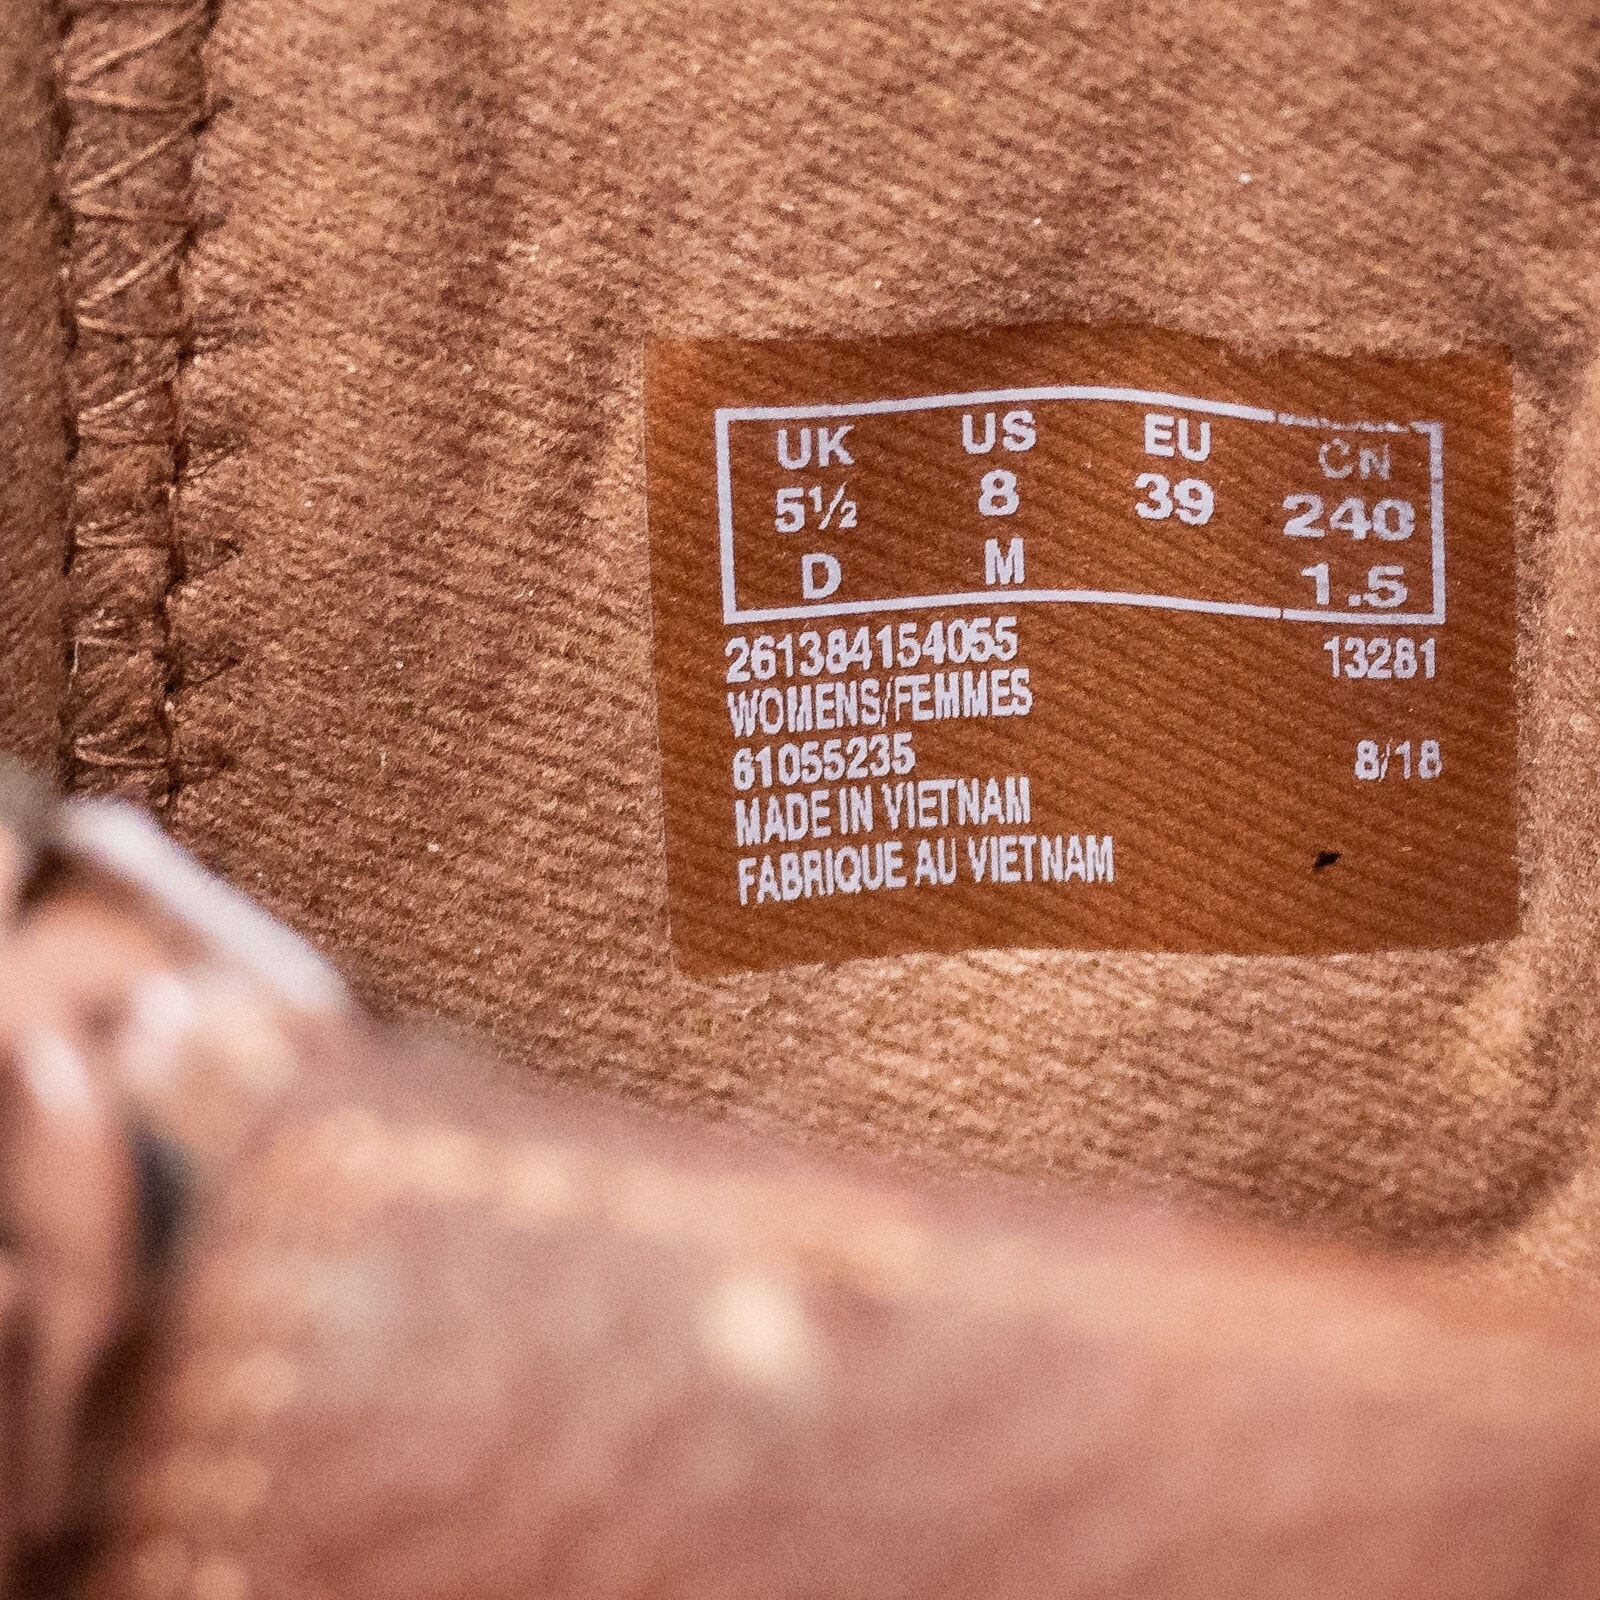 UK US EU CN
5½ 8 39 240
D M 1.5
261384154055 13281
WOMENS/FEMMES
61055235 8/18
MADE IN VIETNAM
FABRIQUE AU VIETNAM